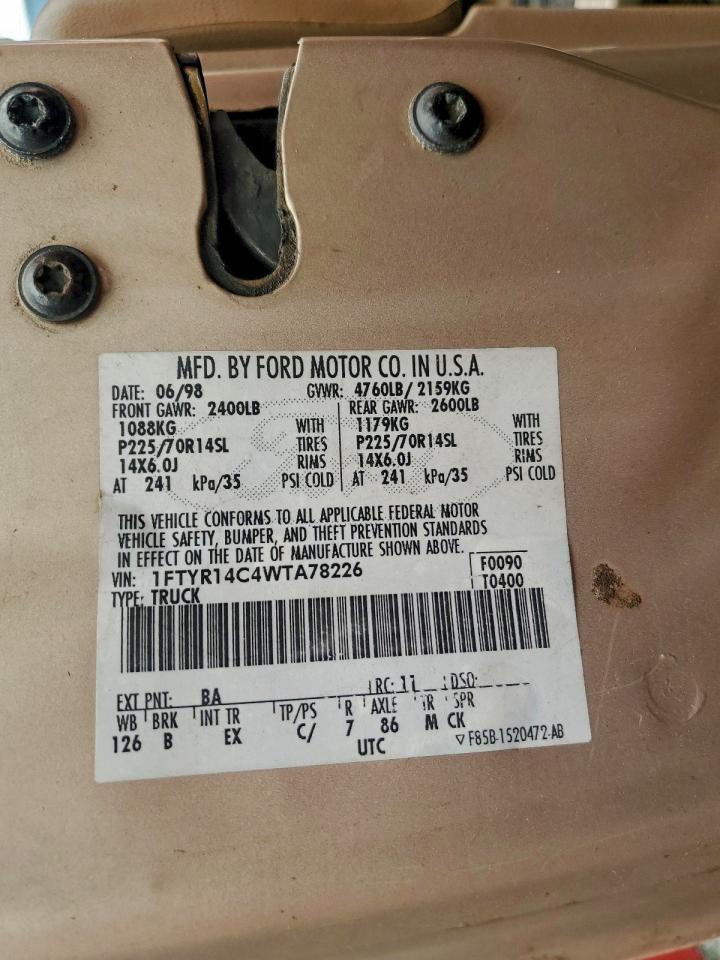 MFD. BY FORD MOTOR CO. IN U.S.A.
DATE: 06/98 GVWR: 4760LB/ 2159KG
FRONT GAWR: 2400LB REAR GAWR: 2600LB
1088KG WITH 1179KG WITH
P225/70R14SL TIRES P225/70R14SL TIRES
14X6.0J RIMS 14X6.0J RIMS
AT 241 kPa/35 PSI COLD AT 241 kPa/35 PSI COLD
THIS VEHICLE CONFORMS TO ALL APPLICABLE FEDERAL MOTOR
VEHICLE SAFETY, BUMPER, AND THEFT PREVENTION STANDARDS
IN EFFECT ON THE DATE OF MANUFACTURE SHOWN ABOVE.
VIN: 1FTYR14C4WTA78226 F0090
TYPE: TRUCK T0400
EXT PNT: BA RC: 11 DSO:
WB BRK INT TR TP/PS R AXLE TR SPR
126 B EX C/ 7 86 M CK
UTC ▽ F85B-1520472-AB